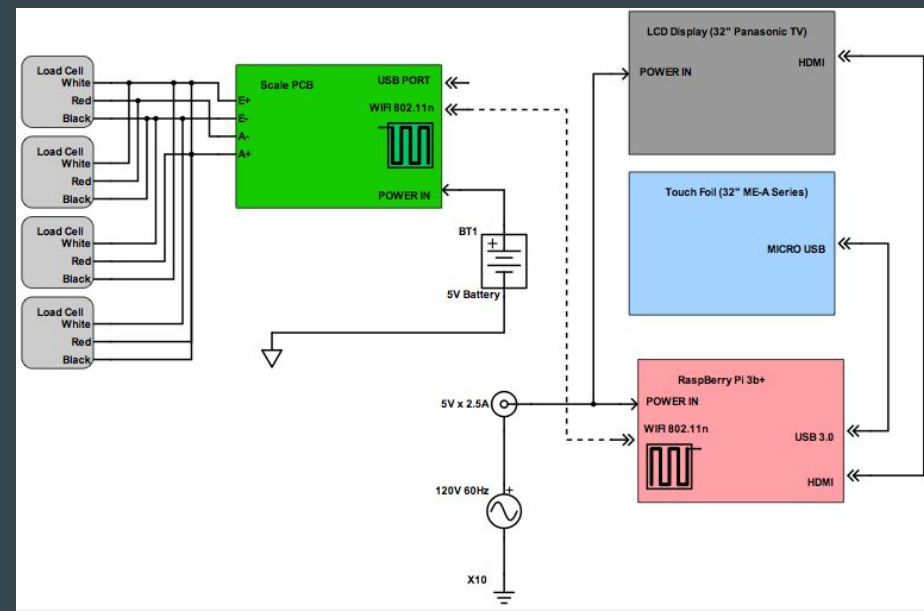 Load Cell
White
Red
Black
Load Cell
White
Red
Black
Load Cell
White
Red
Black
Load Cell
White
Red
Black
Scale PCB
E+
E-
A-
A+
USB PORT
WIFI 802.11n
POWER IN
BT1
+
5V Battery
5V x 2.5A
120V 60Hz
+
X10
LCD Display (32" Panasonic TV)
HDMI
POWER IN
Touch Foil (32" ME-A Series)
MICRO USB
RaspBerry Pi 3b+
POWER IN
WIFI 802.11n
USB 3.0
HDMI